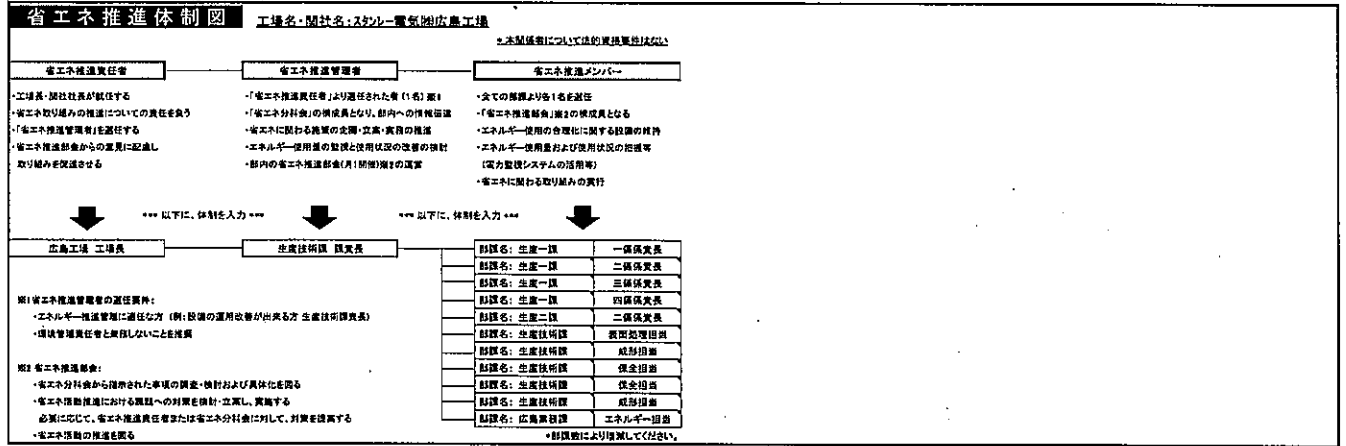 省エネ推進体制図 工場名・関社名:スタンレー電気㈱広島工場
*本関係者について法的資格要件はない
省エネ推進責任者 省エネ推進管理者 省エネ推進メンバー
・工場長・関社社長が就任する
・省エネ取り組みの推進についての責任を負う
・「省エネ推進管理者」を選任する
・省エネ推進部会からの意見に配慮し
取り組みを促進させる
・「省エネ推進責任者」より選任された者(1名)※1
・「省エネ分科会」の構成員となり、部内への情報伝達
・省エネに関わる施策の企画・立案・実務の推進
・エネルギー使用量の監視と使用状況の改善の検討
・部内の省エネ推進部会(月1開催)※2の運営
・全ての部課より各1名を選任
・「省エネ推進部会」※2の構成員となる
・エネルギー使用の合理化に関する設備の維持
・エネルギー使用量および使用状況の把握等
(電力監視システムの活用等)
・省エネに関わる取り組みの実行
*** 以下に、体制を入力 *** *** 以下に、体制を入力 ***
広島工場 工場長 生産技術課 課責長
部課名: 生産一課 一係係責長
部課名: 生産一課 二係係責長
部課名: 生産一課 三係係責長
部課名: 生産一課 四係係責長
部課名: 生産二課 二係係責長
部課名: 生産技術課 表面処理担当
部課名: 生産技術課 成形担当
部課名: 生産技術課 保全担当
部課名: 生産技術課 保全担当
部課名: 生産技術課 成形担当
部課名: 広島業務課 エネルギー担当
*部課数により増減してください。
※1省エネ推進管理者の選任要件:
・エネルギー推進管理に適任な方 (例:設備の運用改善が出来る方 生産技術課責長)
・環境管理責任者と兼務しないことを推奨
※2 省エネ推進部会:
・省エネ分科会から指示された事項の調査・検討および具体化を図る
・省エネ活動推進における課題への対策を検討・立案し、実施する
必要に応じて、省エネ推進責任者または省エネ分科会に対して、対策を提言する
・省エネ活動の推進を図る